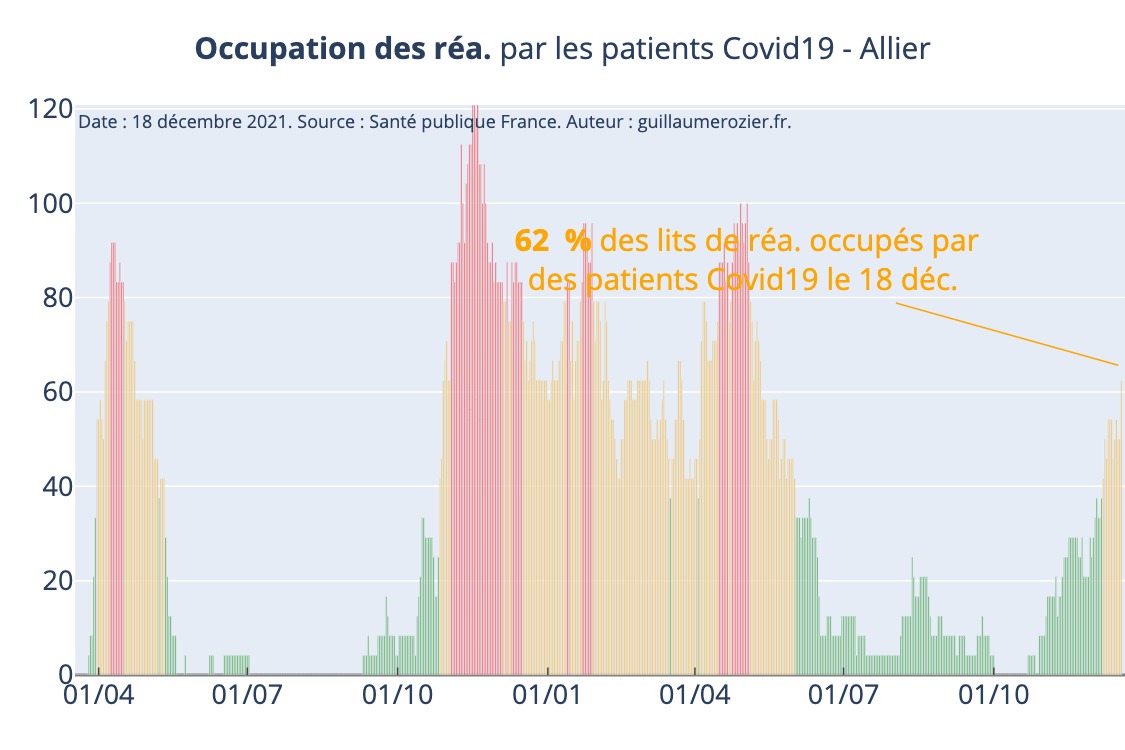 Occupation des réa. par les patients Covid19 - Allier
120
Date : 18 décembre 2021. Source : Santé publique France. Auteur : guillaumerozier.fr.
100
62 % des lits de réa. occupés par
des patients Covid19 le 18 déc.
80
60
40
20
0
01/04 01/07 01/10 01/01 01/04 01/07 01/10